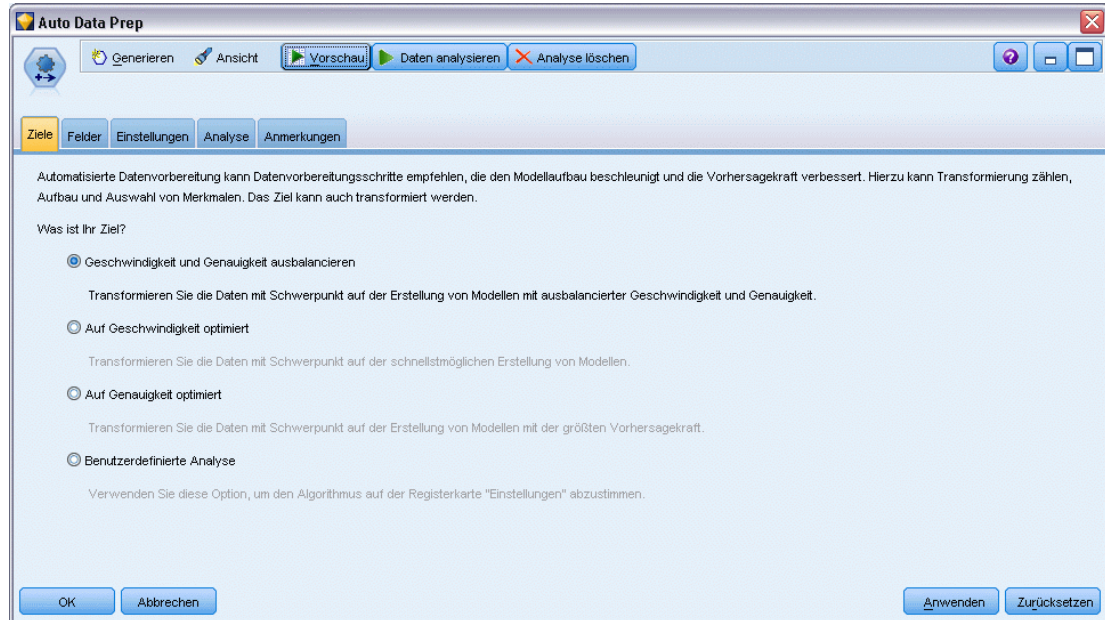 Auto Data Prep
Generieren Ansicht Vorschau Daten analysieren Analyse löschen
Ziele Felder Einstellungen Analyse Anmerkungen
Automatisierte Datenvorbereitung kann Datenvorbereitungsschritte empfehlen, die den Modellaufbau beschleunigt und die Vorhersagekraft verbessert. Hierzu kann Transformierung zählen,
Aufbau und Auswahl von Merkmalen. Das Ziel kann auch transformiert werden.
Was ist Ihr Ziel?
Geschwindigkeit und Genauigkeit ausbalancieren
Transformieren Sie die Daten mit Schwerpunkt auf der Erstellung von Modellen mit ausbalancierter Geschwindigkeit und Genauigkeit.
Auf Geschwindigkeit optimiert
Transformieren Sie die Daten mit Schwerpunkt auf der schnellstmöglichen Erstellung von Modellen.
Auf Genauigkeit optimiert
Transformieren Sie die Daten mit Schwerpunkt auf der Erstellung von Modellen mit der größten Vorhersagekraft.
Benutzerdefinierte Analyse
Verwenden Sie diese Option, um den Algorithmus auf der Registerkarte "Einstellungen" abzustimmen.
OK Abbrechen Anwenden Zurücksetzen